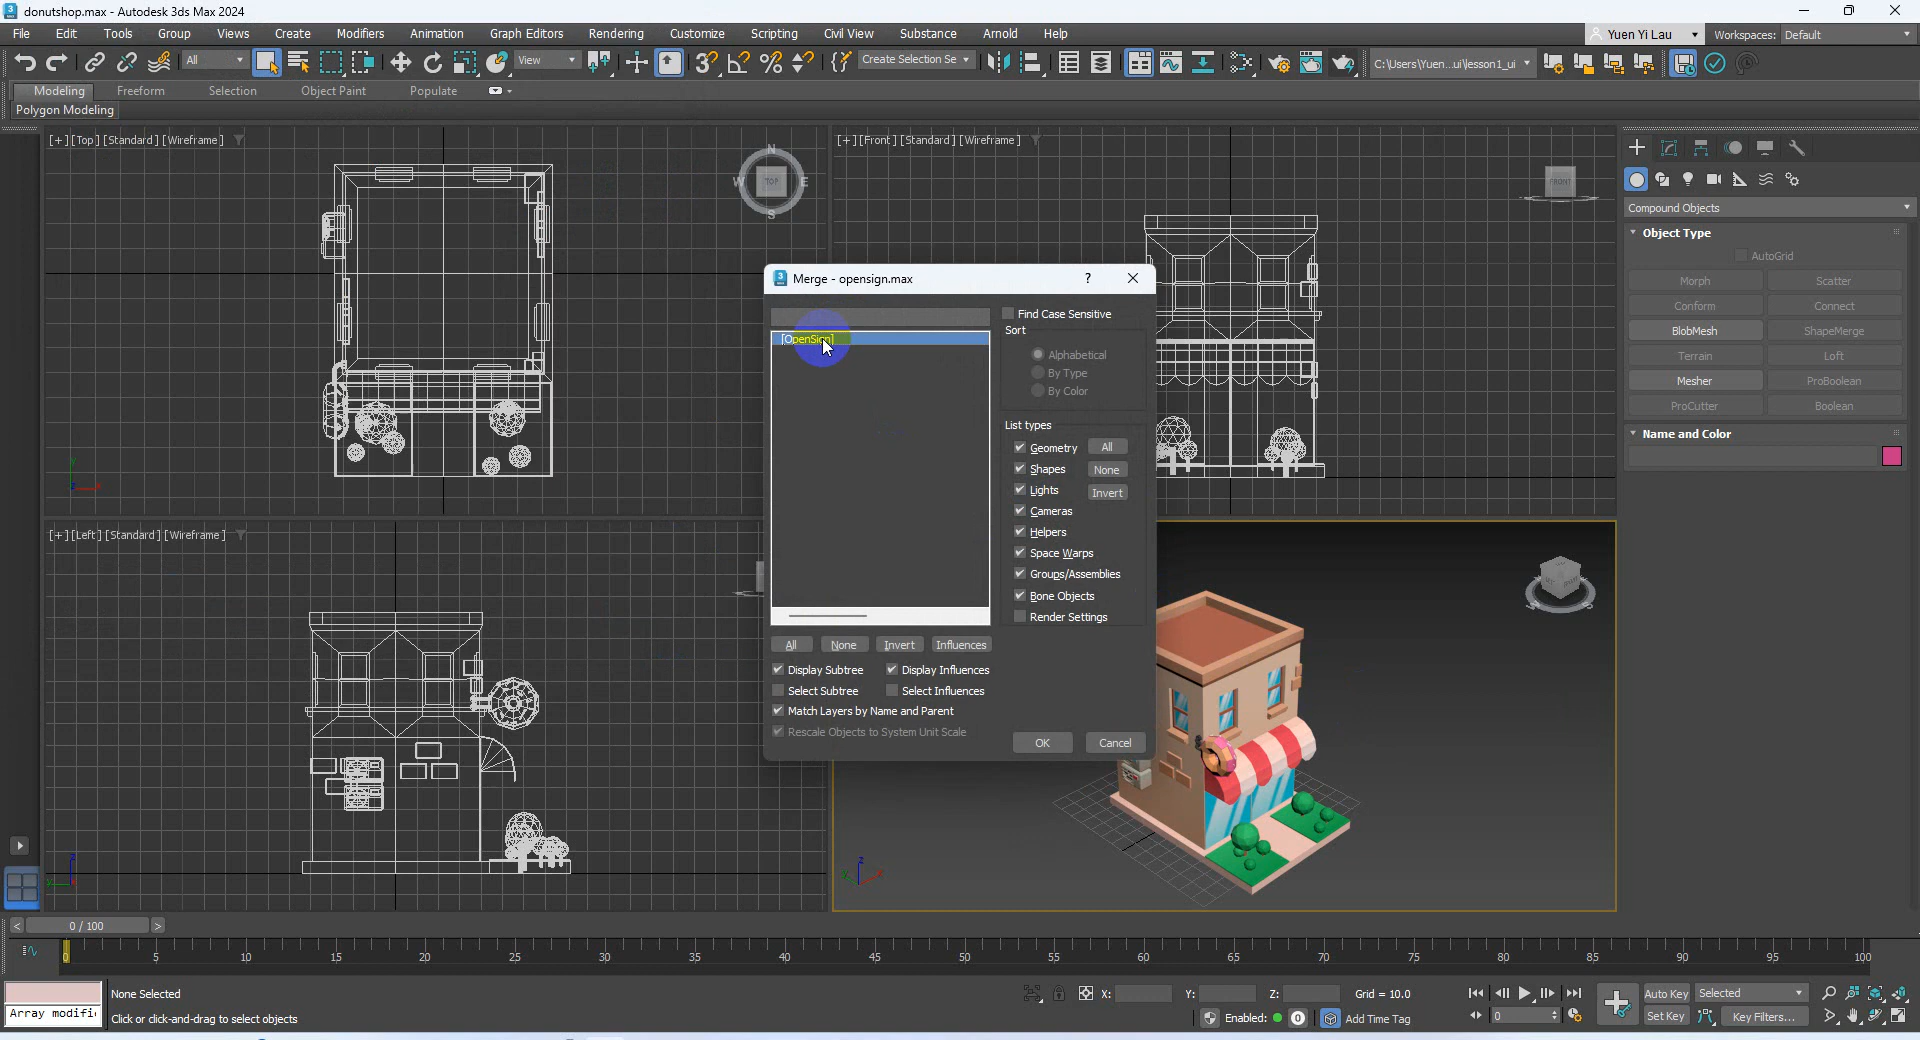 donutshop.max - Autodesk 3ds Max 2024
File Edit Tools Group Views Create Modifiers Animation Graph Editors Rendering Customize Scripting Civil View Substance Arnold Help
Yuen Yi Lau Workspaces: Default
All View Create Selection Se C:\Users\Yuen...ui\lesson1_ui
Modeling Freeform Selection Object Paint Populate
Polygon Modeling
[+] [Top] [Standard] [Wireframe]
N
W TOP E
S
[+] [Front] [Standard] [Wireframe]
FRONT
Compound Objects
Object Type
AutoGrid
Morph Scatter
Conform Connect
BlobMesh ShapeMerge
Terrain Loft
Mesher ProBoolean
ProCutter Boolean
Name and Color
Merge - opensign.max ?
Find Case Sensitive
Sort
[OpenSign]
Alphabetical
By Type
By Color
List types
Geometry All
Shapes None
Lights Invert
Cameras
Helpers
Space Warps
Groups/Assemblies
Bone Objects
Render Settings
All None Invert Influences
Display Subtree Display Influences
Select Subtree Select Influences
Match Layers by Name and Parent
Rescale Objects to System Unit Scale
OK Cancel
[+] [Left] [Standard] [Wireframe]
y z x
y z
z y x
< 0 / 100 >
0 5 10 15 20 25 30 35 40 45 50 55 60 65 70 75 80 85 90 95 100
None Selected X: Y: Z: Grid = 10.0
Auto Key Selected
Array modifi Click or click-and-drag to select objects Enabled: 0 Add Time Tag 0 Set Key Key Filters...